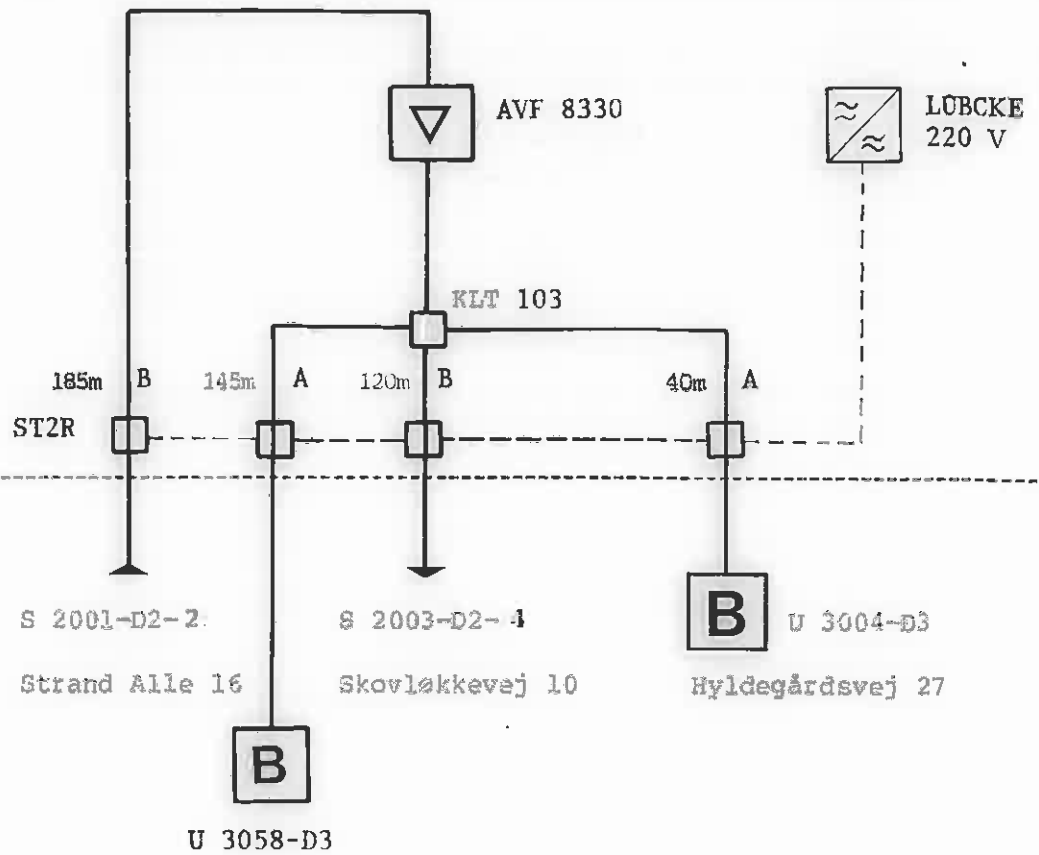 AVF 8330
LÜBCKE
220 V
KLT 103
185m B
145m A
120m B
40m A
ST2R
S 2001-D2-2
Strand Alle 16
S 2003-D2-4
Skovløkkevej 10
B
U 3004-D3
Hyldegårdsvej 27
B
U 3058-D3